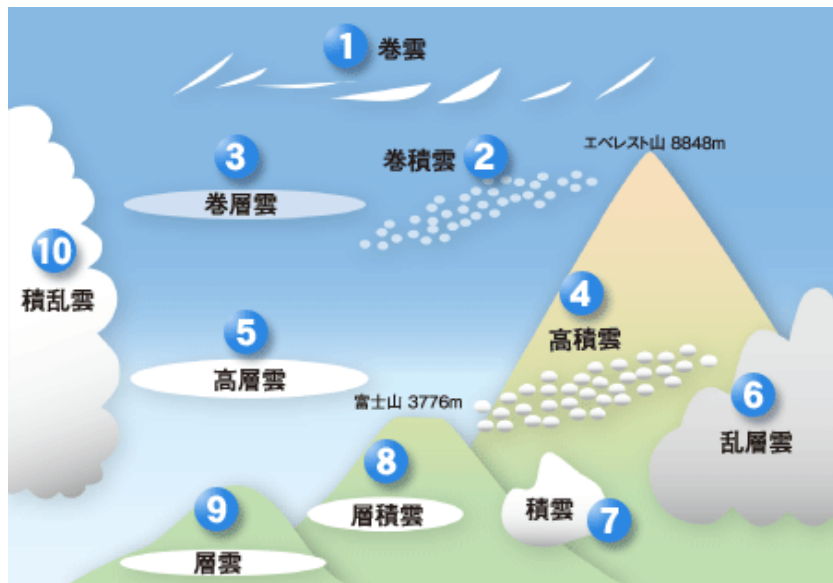 1 巻雲
エベレスト山 8848m
3
巻積雲 2
巻層雲
10
積乱雲
4
高積雲
5
高層雲
富士山 3776m
6
乱層雲
8
層積雲
積雲 7
9
層雲